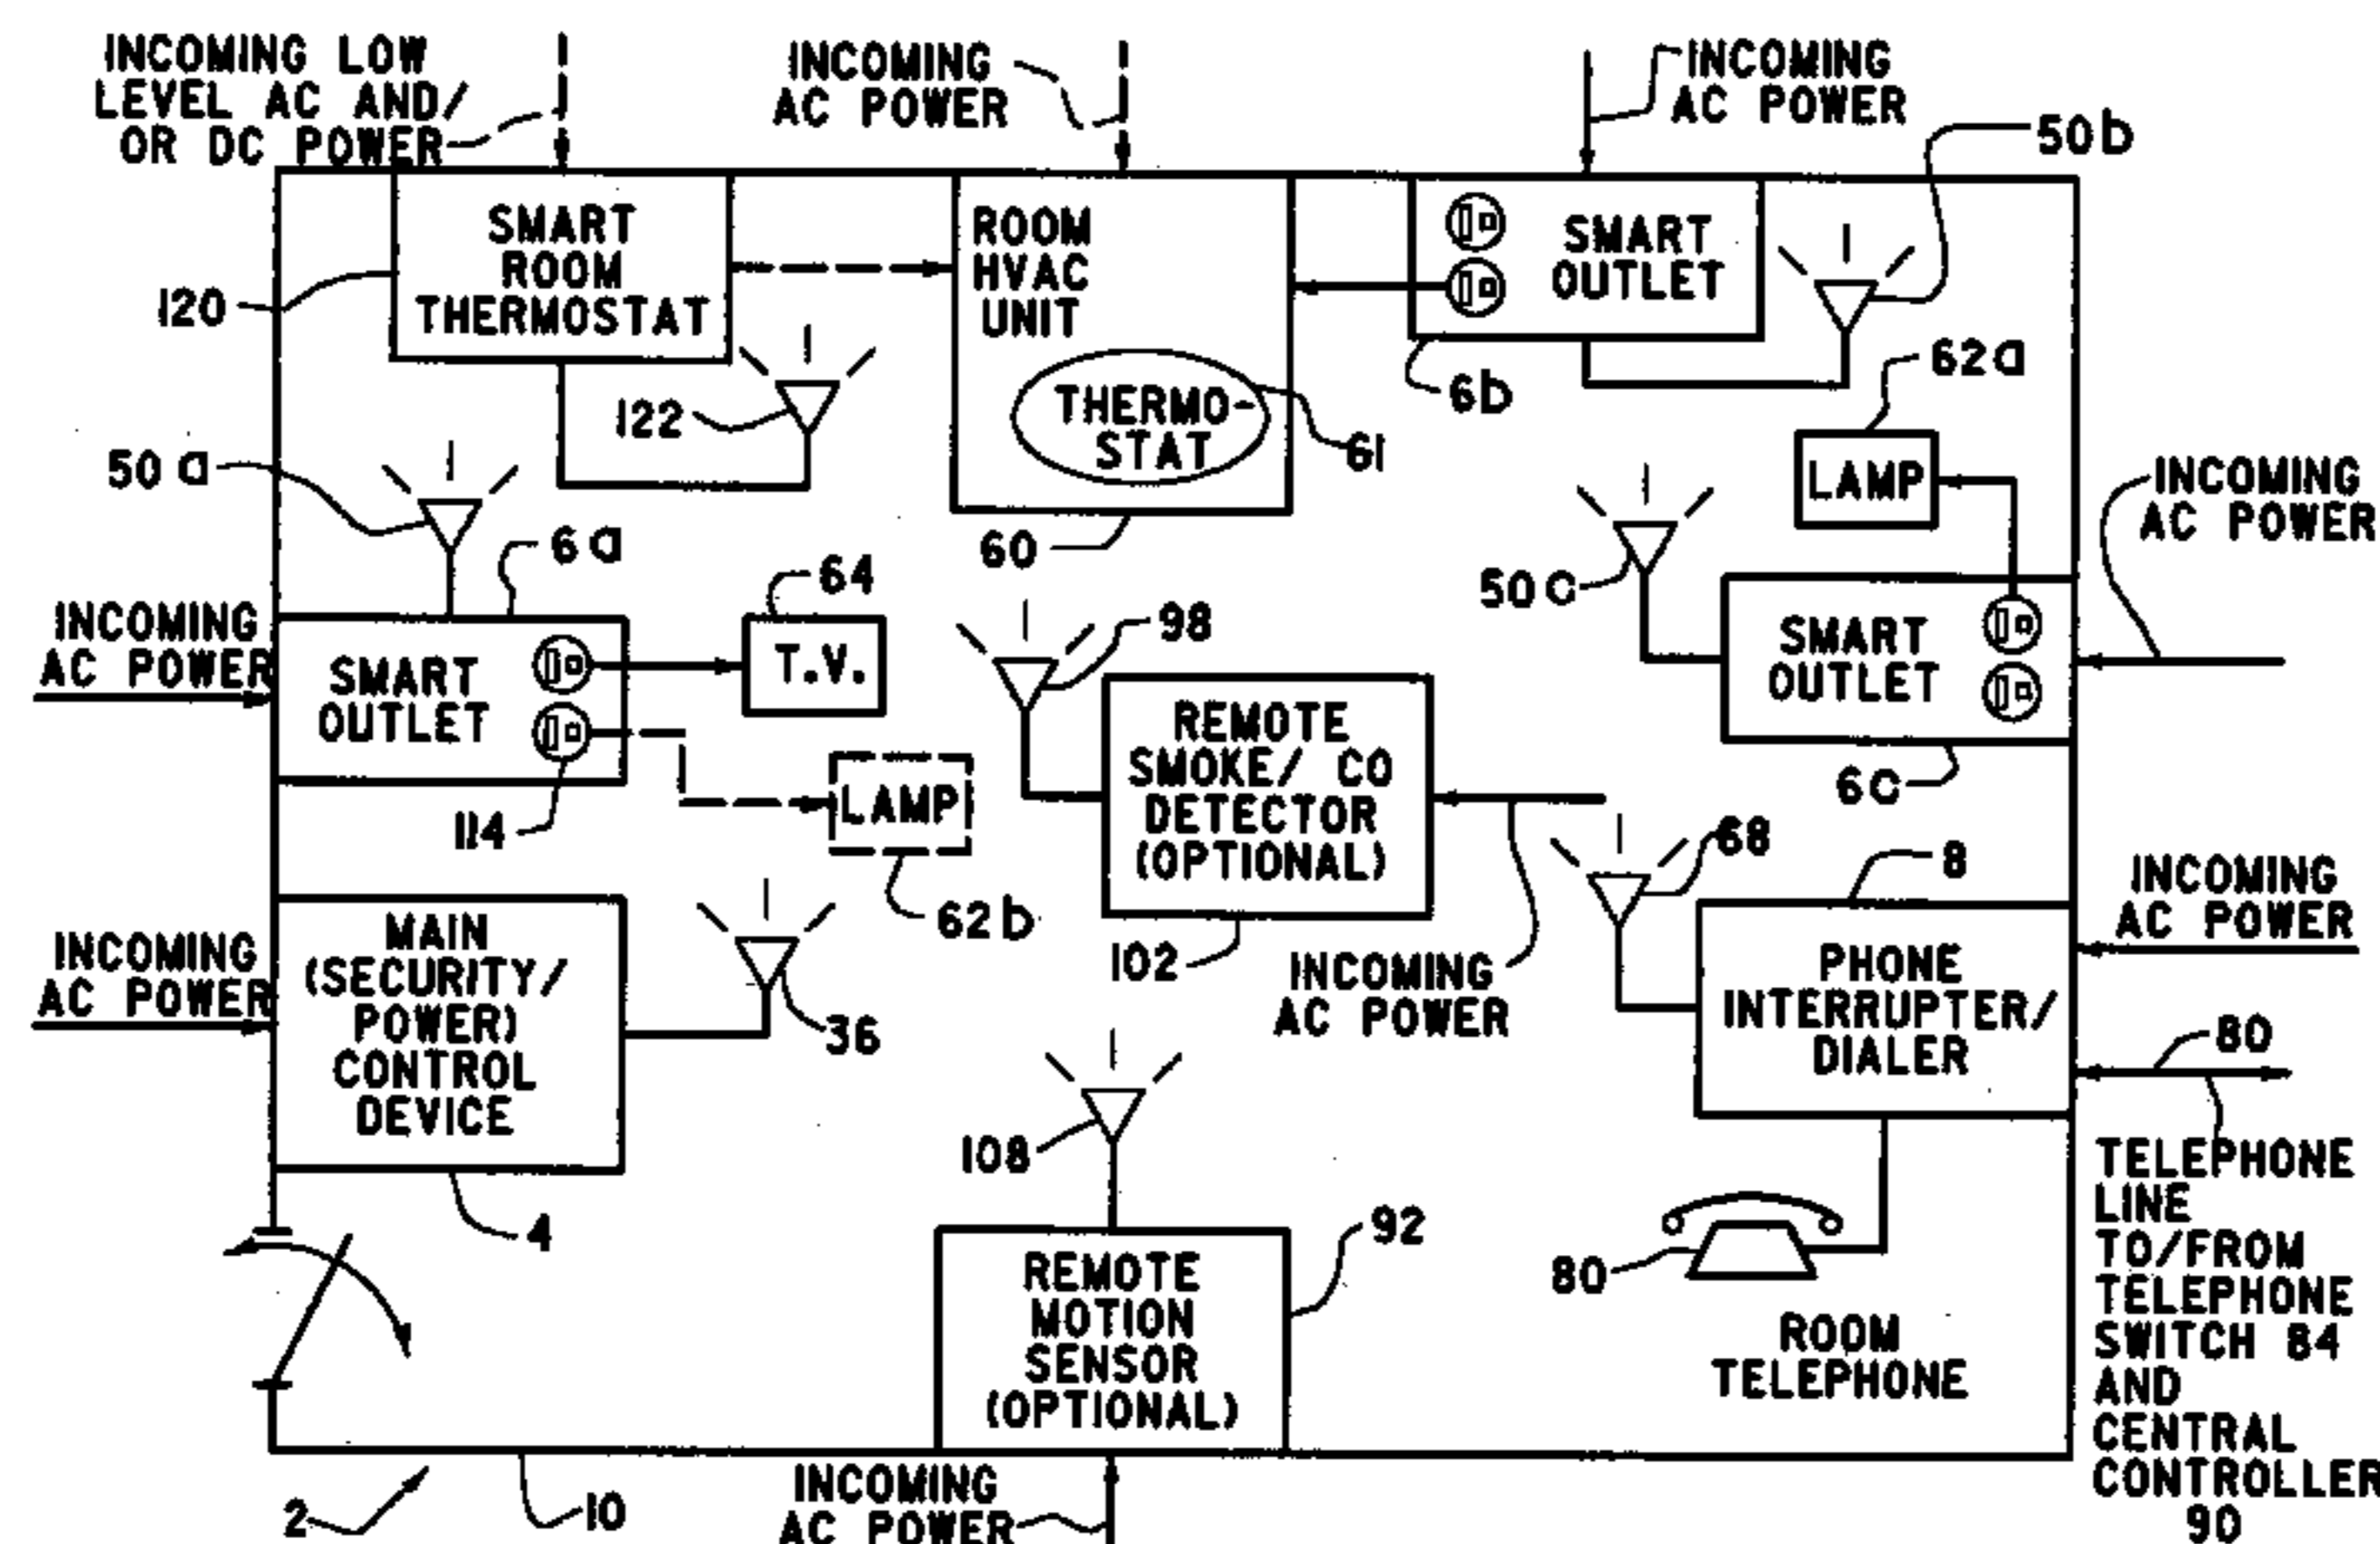 INCOMING LOW
LEVEL AC AND/
OR DC POWER
INCOMING
AC POWER
INCOMING
AC POWER
50b
SMART
ROOM
THERMOSTAT
120
122
ROOM
HVAC
UNIT
THERMO-
STAT
61
60
SMART
OUTLET
6b
62a
LAMP
INCOMING
AC POWER
50a
6a
64
INCOMING
AC POWER
SMART
OUTLET
T.V.
114
LAMP
62b
98
REMOTE
SMOKE/ CO
DETECTOR
(OPTIONAL)
102
INCOMING
AC POWER
50c
SMART
OUTLET
6c
68
8
INCOMING
AC POWER
INCOMING
AC POWER
MAIN
(SECURITY/
POWER)
CONTROL
DEVICE
36
4
PHONE
INTERRUPTER/
DIALER
80
108
92
REMOTE
MOTION
SENSOR
(OPTIONAL)
80
ROOM
TELEPHONE
TELEPHONE
LINE
TO/FROM
TELEPHONE
SWITCH 84
AND
CENTRAL
CONTROLLER
90
2
10
INCOMING
AC POWER